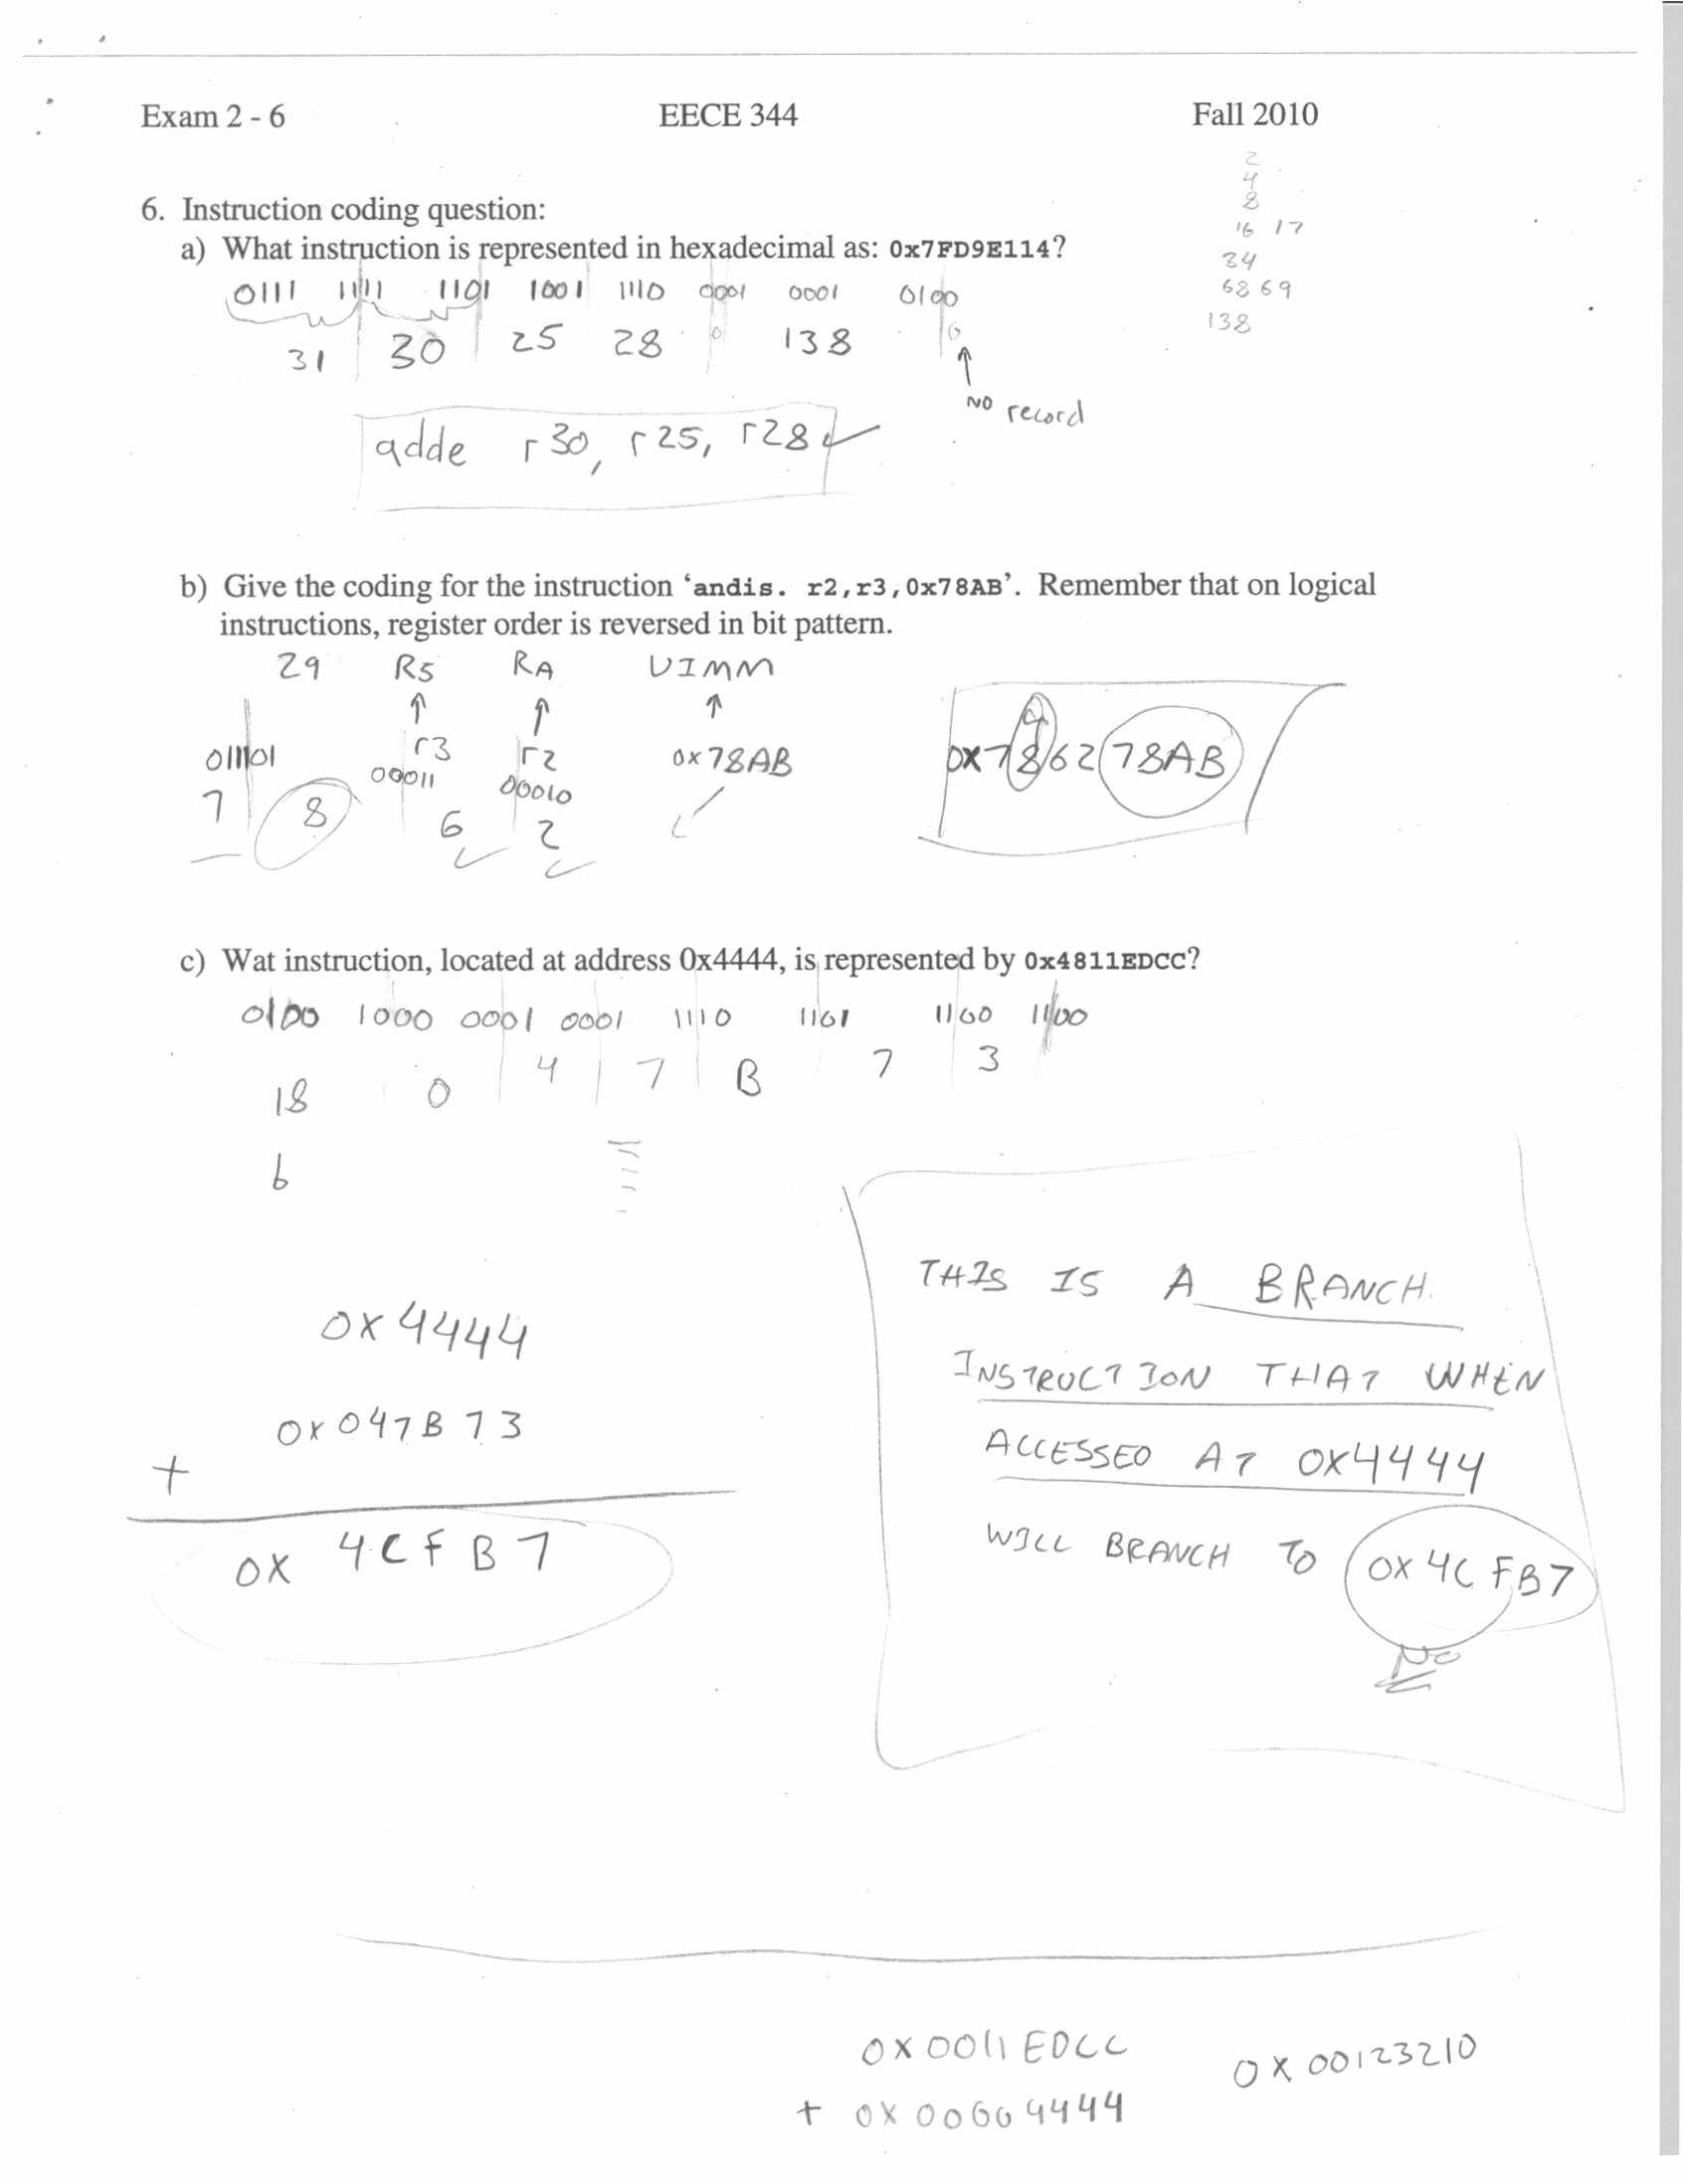 Exam 2 - 6 EECE 344 Fall 2010
2
4
8
16 17
34
68 69
138
6. Instruction coding question:
a) What instruction is represented in hexadecimal as: 0x7FD9E114?
0111 1111 1101 1001 1110 0001 0001 0100
31 30 25 28 0 138 0
NO record
adde r30, r25, r28
b) Give the coding for the instruction ‘andis. r2,r3,0x78AB’. Remember that on logical
instructions, register order is reversed in bit pattern.
29 RS RA UIMM
r3 r2 0x78AB
011101 00011 00010
7 8 6 2
0x786278AB
c) Wat instruction, located at address 0x4444, is represented by 0x4811EDCC?
0100 1000 0001 0001 1110 1101 1100 1100
18 0 4 7 B 7 3
b
0x4444
0x047B73
+
0x 4CFB7
THIS IS A BRANCH.
INSTRUCTION THAT WHEN
ACCESSED AT 0x4444
WILL BRANCH TO 0x4CFB7
No
0x0011EDCC
+ 0x00004444
0x00123210